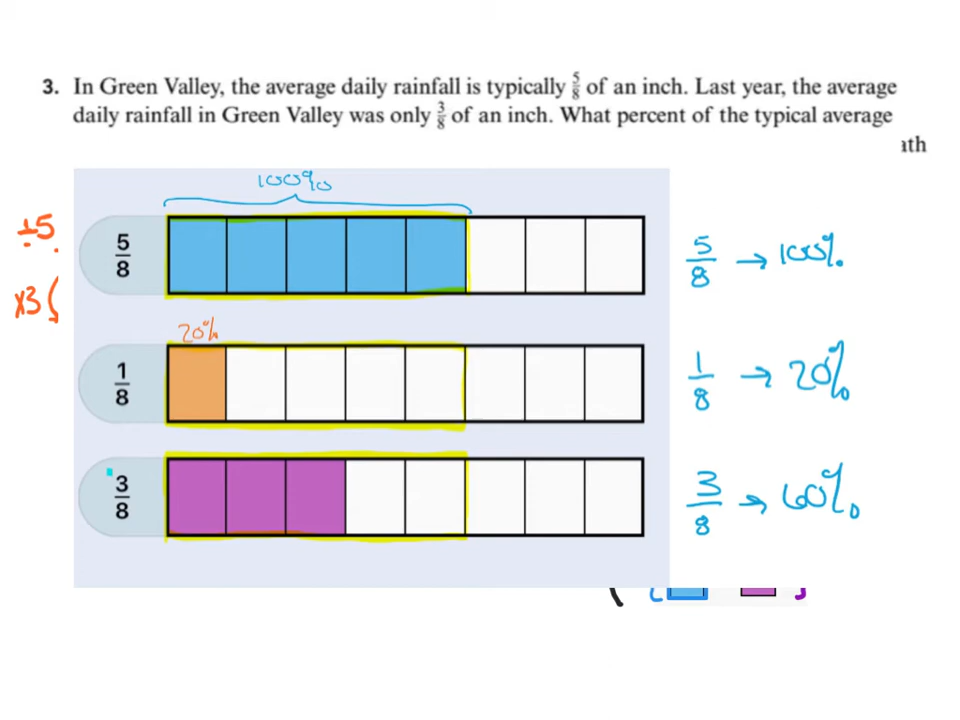 3. In Green Valley, the average daily rainfall is typically 5/8 of an inch. Last year, the average
daily rainfall in Green Valley was only 3/8 of an inch. What percent of the typical average
ath
100%
÷5
5/8
5/8 → 100%
x3
20%
1/8
1/8 → 20%
3/8
3/8 → 60%